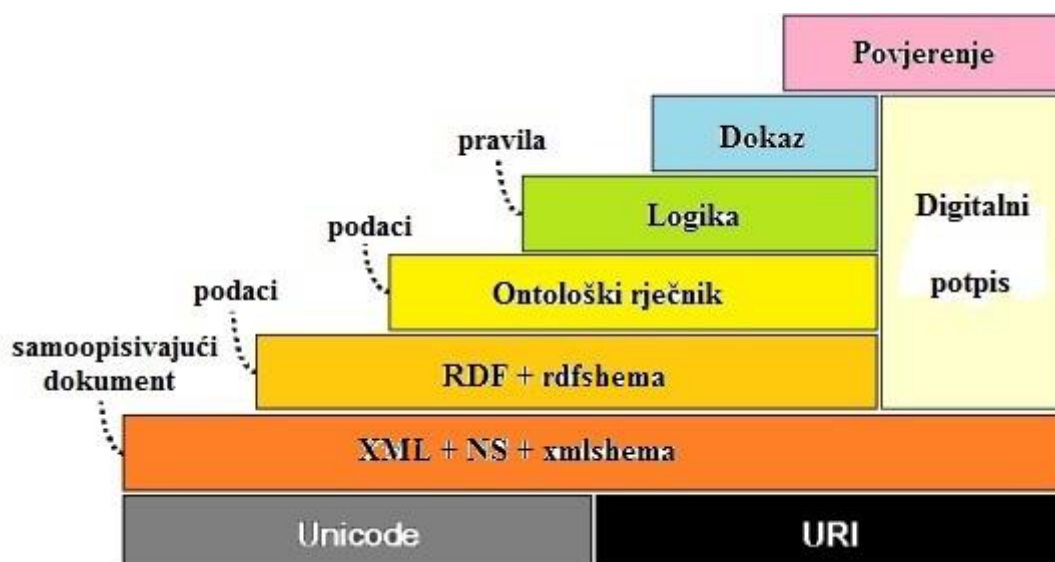 Povjerenje
pravila
Dokaz
Digitalni
potpis
podaci
Logika
podaci
Ontološki rječnik
samoopisivajući
dokument
RDF + rdfshema
XML + NS + xmlshema
Unicode
URI